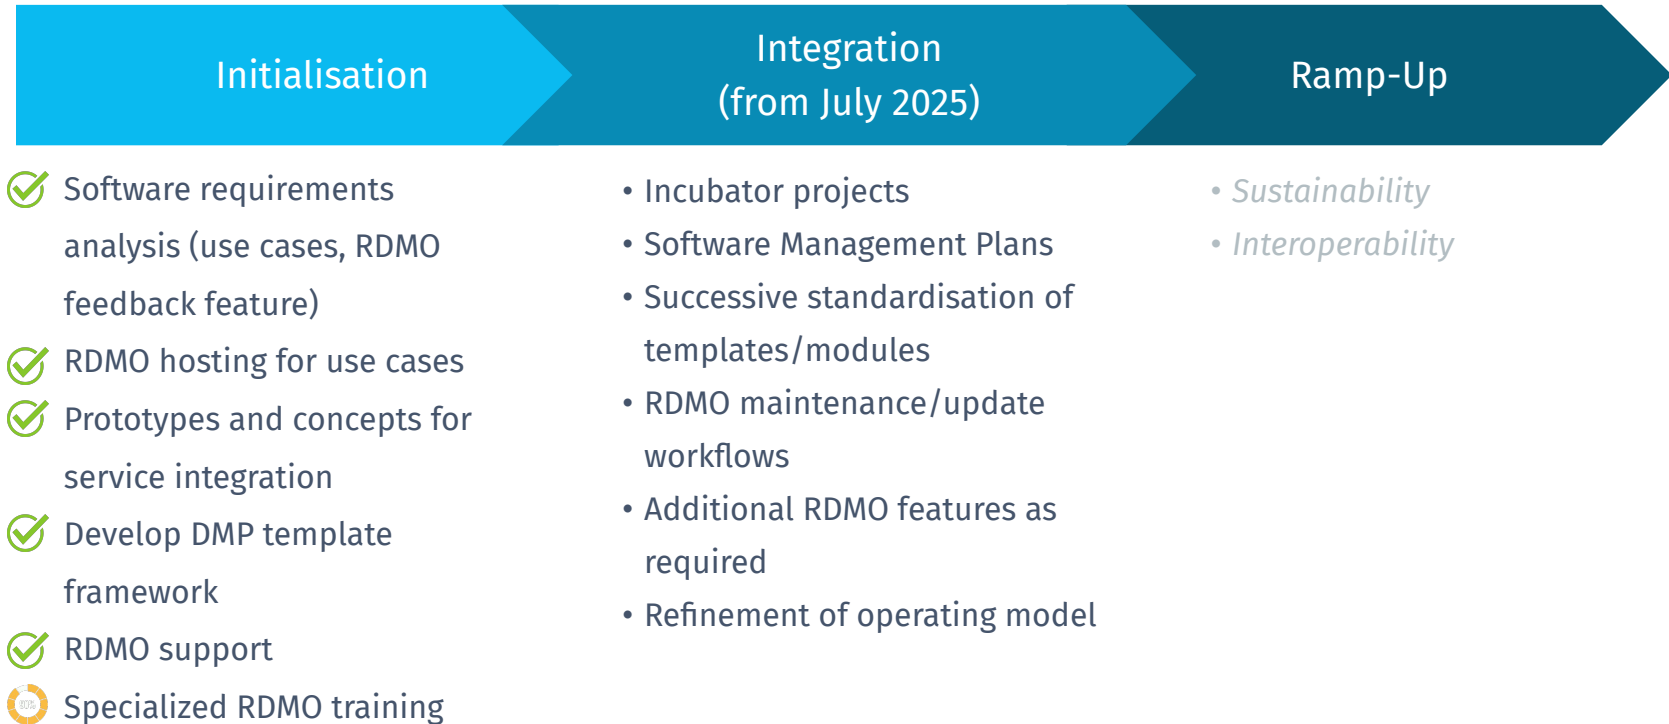 Initialisation
Integration
(from July 2025)
Ramp-Up
Software requirements
analysis (use cases, RDMO
feedback feature)
RDMO hosting for use cases
Prototypes and concepts for
service integration
Develop DMP template
framework
RDMO support
Specialized RDMO training
• Incubator projects
• Software Management Plans
• Successive standardisation of
templates/modules
• RDMO maintenance/update
workflows
• Additional RDMO features as
required
• Refinement of operating model
• Sustainability
• Interoperability